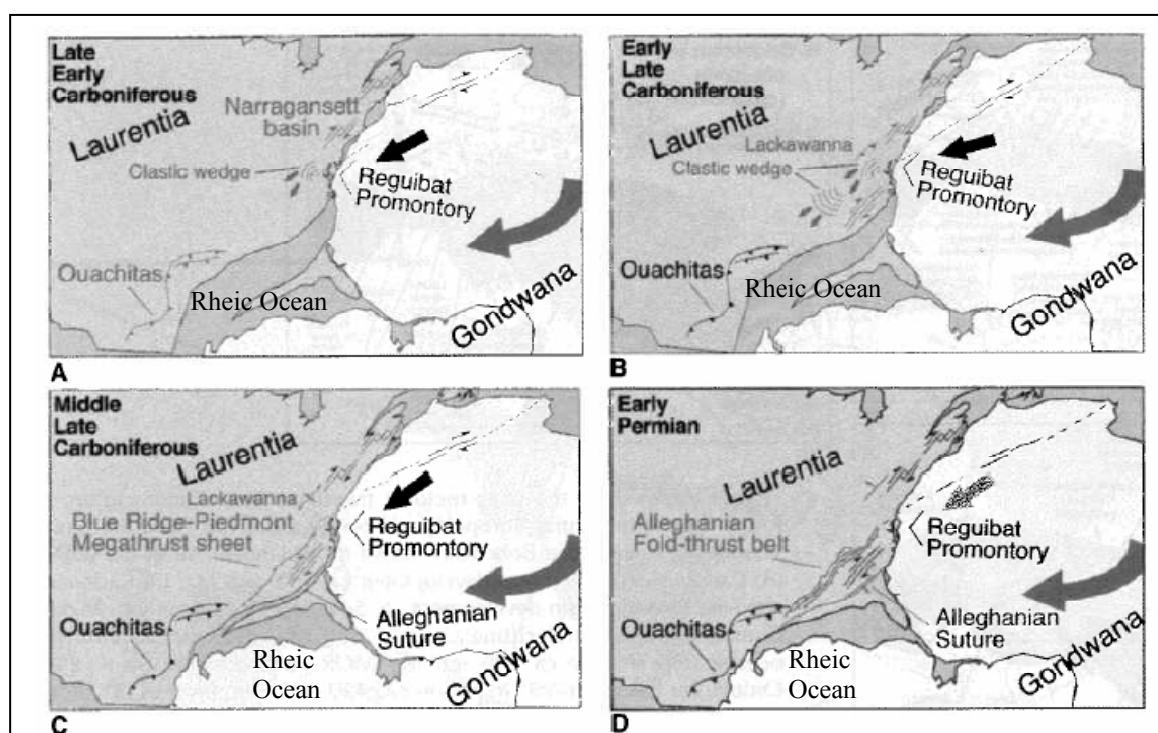 Late
Early
Carboniferous
Laurentia
Narragansett
basin
Clastic wedge
Reguibat
Promontory
Ouachitas
Rheic Ocean
Gondwana
A
Early
Late
Carboniferous
Laurentia
Lackawanna
Clastic wedge
Reguibat
Promontory
Ouachitas
Rheic Ocean
Gondwana
B
Middle
Late
Carboniferous
Laurentia
Lackawanna
Blue Ridge-Piedmont
Megathrust sheet
Reguibat
Promontory
Ouachitas
Alleghanian
Suture
Rheic
Ocean
Gondwana
C
Early
Permian
Laurentia
Alleghanian
Fold-thrust belt
Reguibat
Promontory
Ouachitas
Alleghanian
Suture
Rheic
Ocean
Gondwana
D